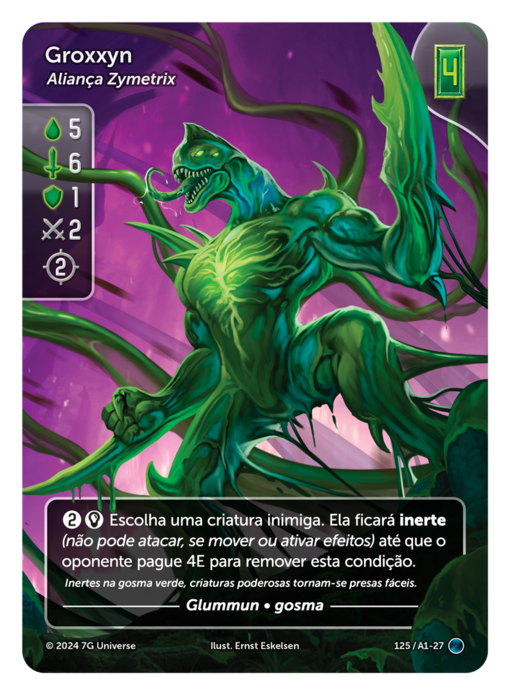 Groxxyn
Aliança Zymetrix
4
5
6
1
2
2
2 Escolha uma criatura inimiga. Ela ficará inerte
(não pode atacar, se mover ou ativar efeitos) até que o
oponente pague 4E para remover esta condição.
Inertes na gosma verde, criaturas poderosas tornam-se presas fáceis.
Glummun • gosma
© 2024 7G Universe
Ilust. Ernst Eskelsen
125 / A1-27